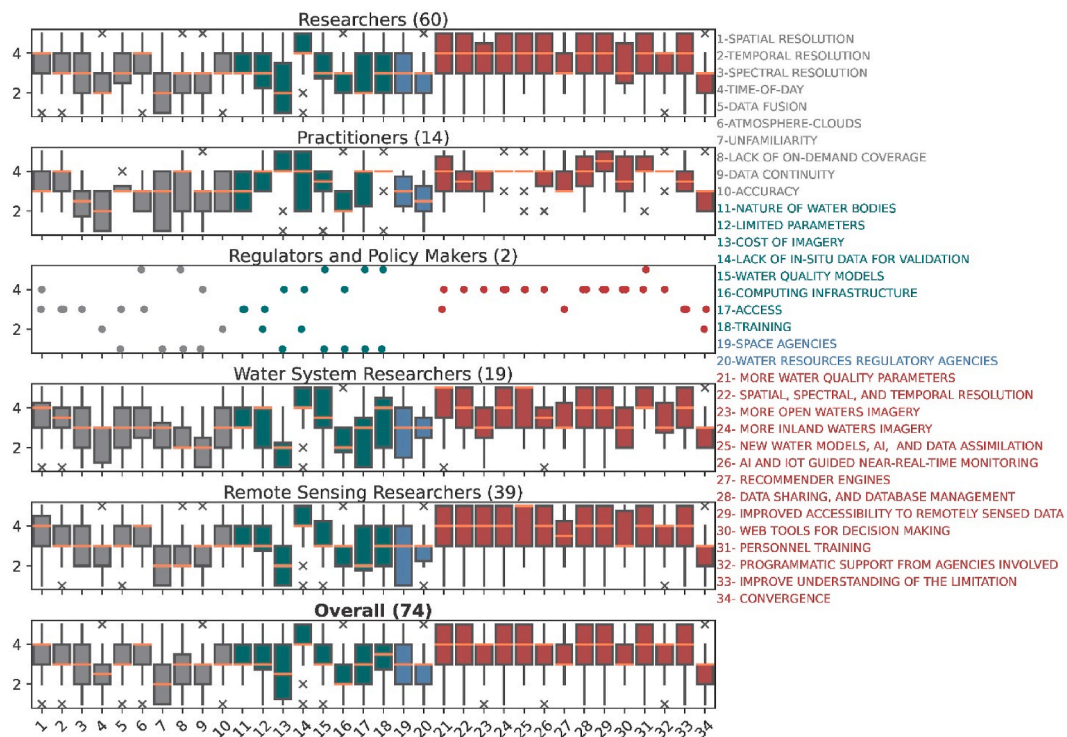 Researchers (60)
4
2
Practitioners (14)
4
2
Regulators and Policy Makers (2)
4
2
Water System Researchers (19)
4
2
Remote Sensing Researchers (39)
4
2
Overall (74)
4
2
1 2 3 4 5 6 7 8 9 10 11 12 13 14 15 16 17 18 19 20 21 22 23 24 25 26 27 28 29 30 31 32 33 34
1-SPATIAL RESOLUTION
2-TEMPORAL RESOLUTION
3-SPECTRAL RESOLUTION
4-TIME-OF-DAY
5-DATA FUSION
6-ATMOSPHERE-CLOUDS
7-UNFAMILIARITY
8-LACK OF ON-DEMAND COVERAGE
9-DATA CONTINUITY
10-ACCURACY
11-NATURE OF WATER BODIES
12-LIMITED PARAMETERS
13-COST OF IMAGERY
14-LACK OF IN-SITU DATA FOR VALIDATION
15-WATER QUALITY MODELS
16-COMPUTING INFRASTRUCTURE
17-ACCESS
18-TRAINING
19-SPACE AGENCIES
20-WATER RESOURCES REGULATORY AGENCIES
21- MORE WATER QUALITY PARAMETERS
22- SPATIAL, SPECTRAL, AND TEMPORAL RESOLUTION
23- MORE OPEN WATERS IMAGERY
24- MORE INLAND WATERS IMAGERY
25- NEW WATER MODELS, AI, AND DATA ASSIMILATION
26- AI AND IOT GUIDED NEAR-REAL-TIME MONITORING
27- RECOMMENDER ENGINES
28- DATA SHARING, AND DATABASE MANAGEMENT
29- IMPROVED ACCESSIBILITY TO REMOTELY SENSED DATA
30- WEB TOOLS FOR DECISION MAKING
31- PERSONNEL TRAINING
32- PROGRAMMATIC SUPPORT FROM AGENCIES INVOLVED
33- IMPROVE UNDERSTANDING OF THE LIMITATION
34- CONVERGENCE